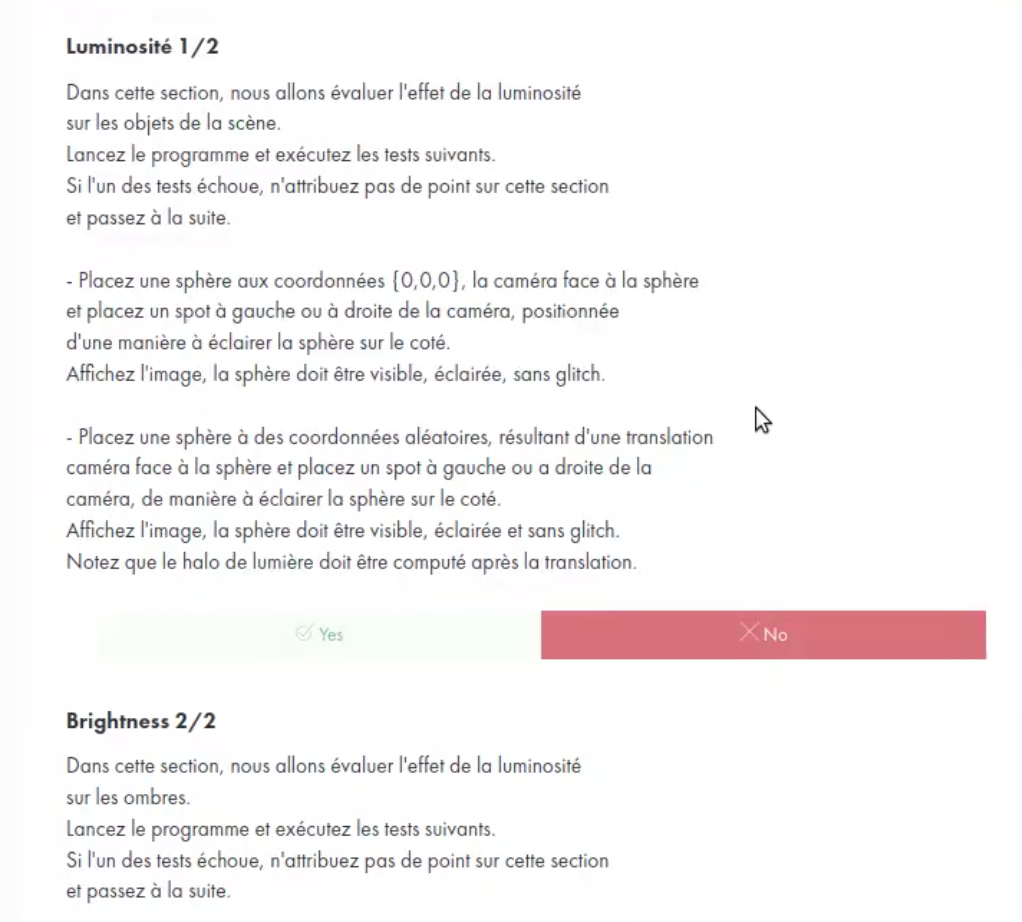 Luminosité 1/2
Dans cette section, nous allons évaluer l'effet de la luminosité
sur les objets de la scène.
Lancez le programme et exécutez les tests suivants.
Si l'un des tests échoue, n'attribuez pas de point sur cette section
et passez à la suite.
- Placez une sphère aux coordonnées {0,0,0}, la caméra face à la sphère
et placez un spot à gauche ou à droite de la caméra, positionnée
d'une manière à éclairer la sphère sur le coté.
Affichez l'image, la sphère doit être visible, éclairée, sans glitch.
- Placez une sphère à des coordonnées aléatoires, résultant d'une translation
caméra face à la sphère et placez un spot à gauche ou a droite de la
caméra, de manière à éclairer la sphère sur le coté.
Affichez l'image, la sphère doit être visible, éclairée et sans glitch.
Notez que le halo de lumière doit être computé après la translation.
Yes
No
Brightness 2/2
Dans cette section, nous allons évaluer l'effet de la luminosité
sur les ombres.
Lancez le programme et exécutez les tests suivants.
Si l'un des tests échoue, n'attribuez pas de point sur cette section
et passez à la suite.